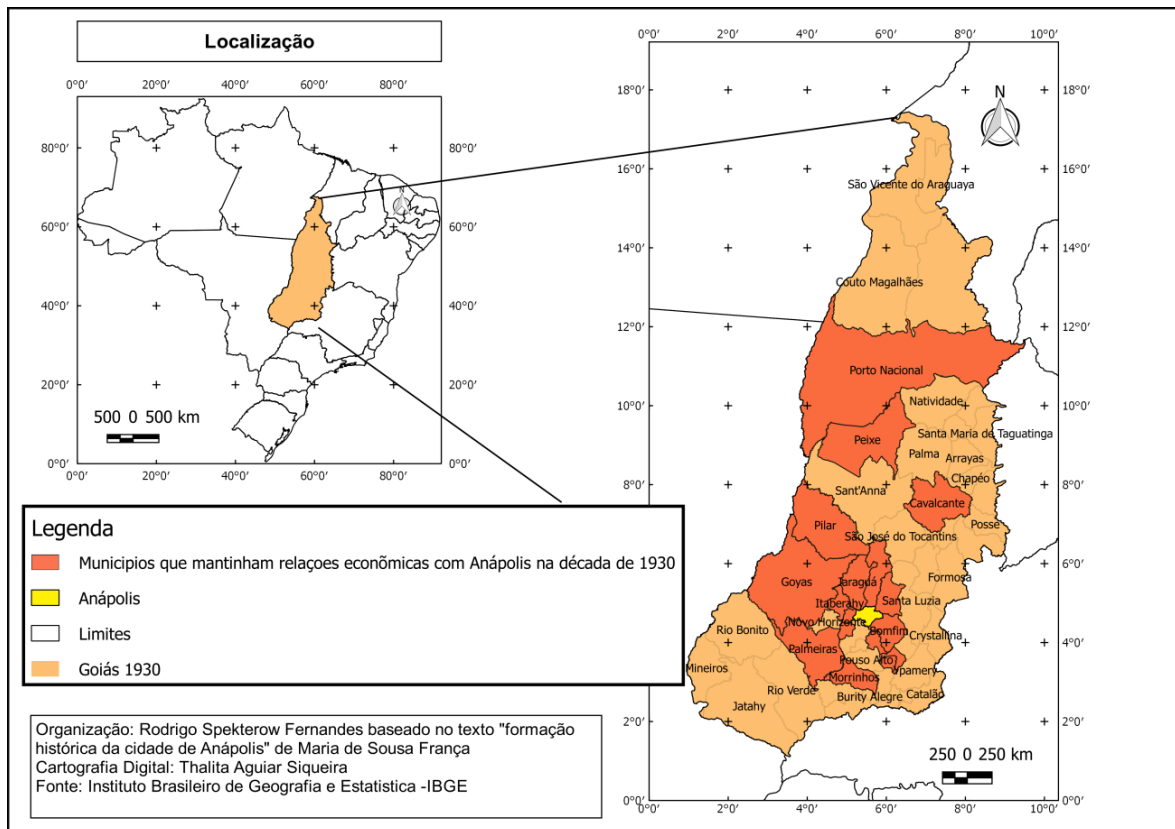 Localização
0°0′ 20°0′ 40°0′ 60°0′ 80°0′
80°0′ 80°0′
60°0′ 60°0′
40°0′ 40°0′
20°0′ 20°0′
0°0′ 0°0′
0°0′ 20°0′ 40°0′ 60°0′ 80°0′
N
500 0 500 km
0°0′ 2°0′ 4°0′ 6°0′ 8°0′ 10°0′
18°0′ 18°0′
16°0′ 16°0′
14°0′ 14°0′
12°0′ 12°0′
10°0′ 10°0′
8°0′ 8°0′
6°0′ 6°0′
4°0′ 4°0′
2°0′ 2°0′
0°0′ 0°0′
0°0′ 2°0′ 4°0′ 6°0′ 8°0′ 10°0′
N
São Vicente do Araguaya
Couto Magalhães
Porto Nacional
Natividade
Peixe
Santa Maria de Taguatinga
Palma
Arrayas
Chapéo
Sant'Anna
Cavalcante
Pilar
Posse
São José do Tocantins
Goyas
Jaraguá
Formosa
Itaberahy
Santa Luzia
Novo Horizonte
Rio Bonito
Bomfim
Crystallina
Palmeiras
Pouso Alto
Mineiros
Ypamery
Morrinhos
Rio Verde
Burity Alegre
Catalão
Jatahy
250 0 250 km
Legenda
Municipios que mantinham relaçoes econômicas com Anápolis na década de 1930
Anápolis
Limites
Goiás 1930
Organização: Rodrigo Spekterow Fernandes baseado no texto "formação
histórica da cidade de Anápolis" de Maria de Sousa França
Cartografia Digital: Thalita Aguiar Siqueira
Fonte: Instituto Brasileiro de Geografia e Estatistica -IBGE